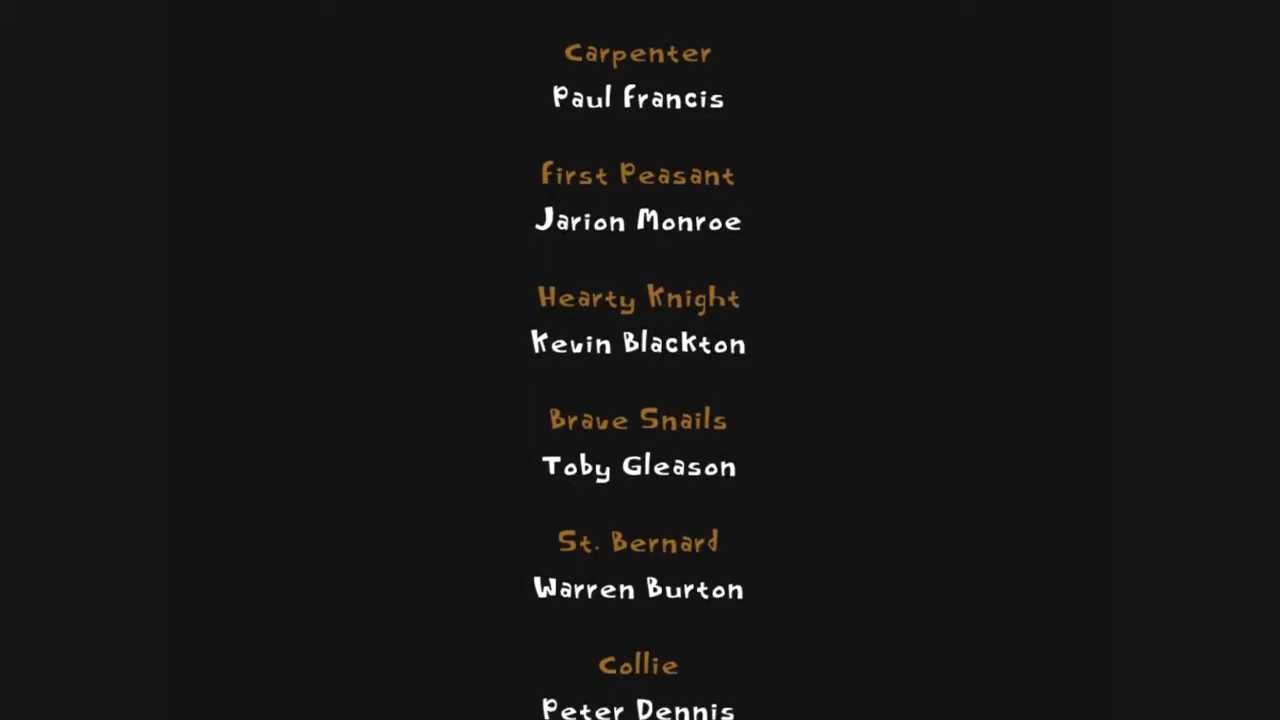 Carpenter
Paul Francis
First Peasant
Jarion Monroe
Hearty Knight
Kevin Blackton
Brave Snails
Toby Gleason
St. Bernard
Warren Burton
Collie
Peter Dennis